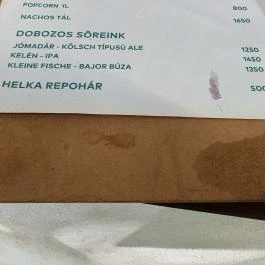 POPCORN 1L 800
NACHOS TÁL 1650
DOBOZOS SÖREINK
JÓMADÁR - KÖLSCH TÍPUSÚ ALE 1250
KELÉN - IPA 1450
KLEINE FISCHE - BAJOR BÚZA 1350
HELKA REPOHÁR 500